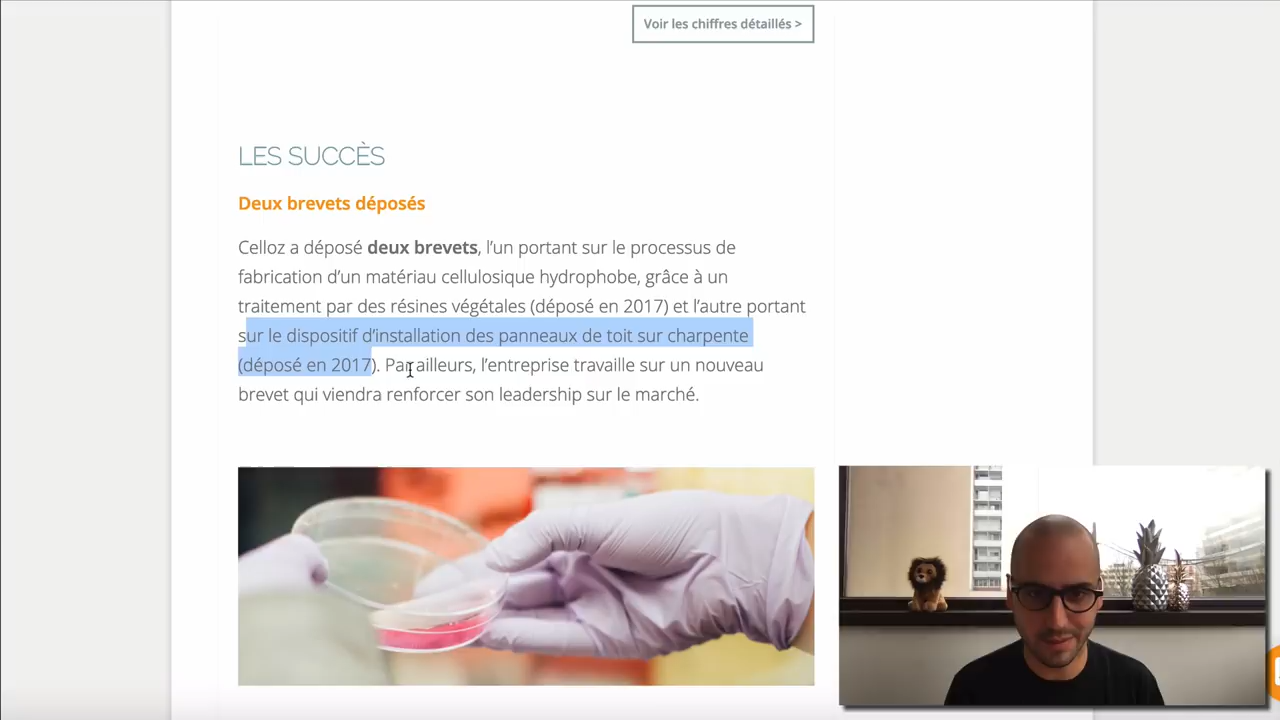 Voir les chiffres détaillés >
LES SUCCÈS
Deux brevets déposés
Celloz a déposé deux brevets, l’un portant sur le processus de
fabrication d’un matériau cellulosique hydrophobe, grâce à un
traitement par des résines végétales (déposé en 2017) et l’autre portant
sur le dispositif d’installation des panneaux de toit sur charpente
(déposé en 2017). Par ailleurs, l’entreprise travaille sur un nouveau
brevet qui viendra renforcer son leadership sur le marché.